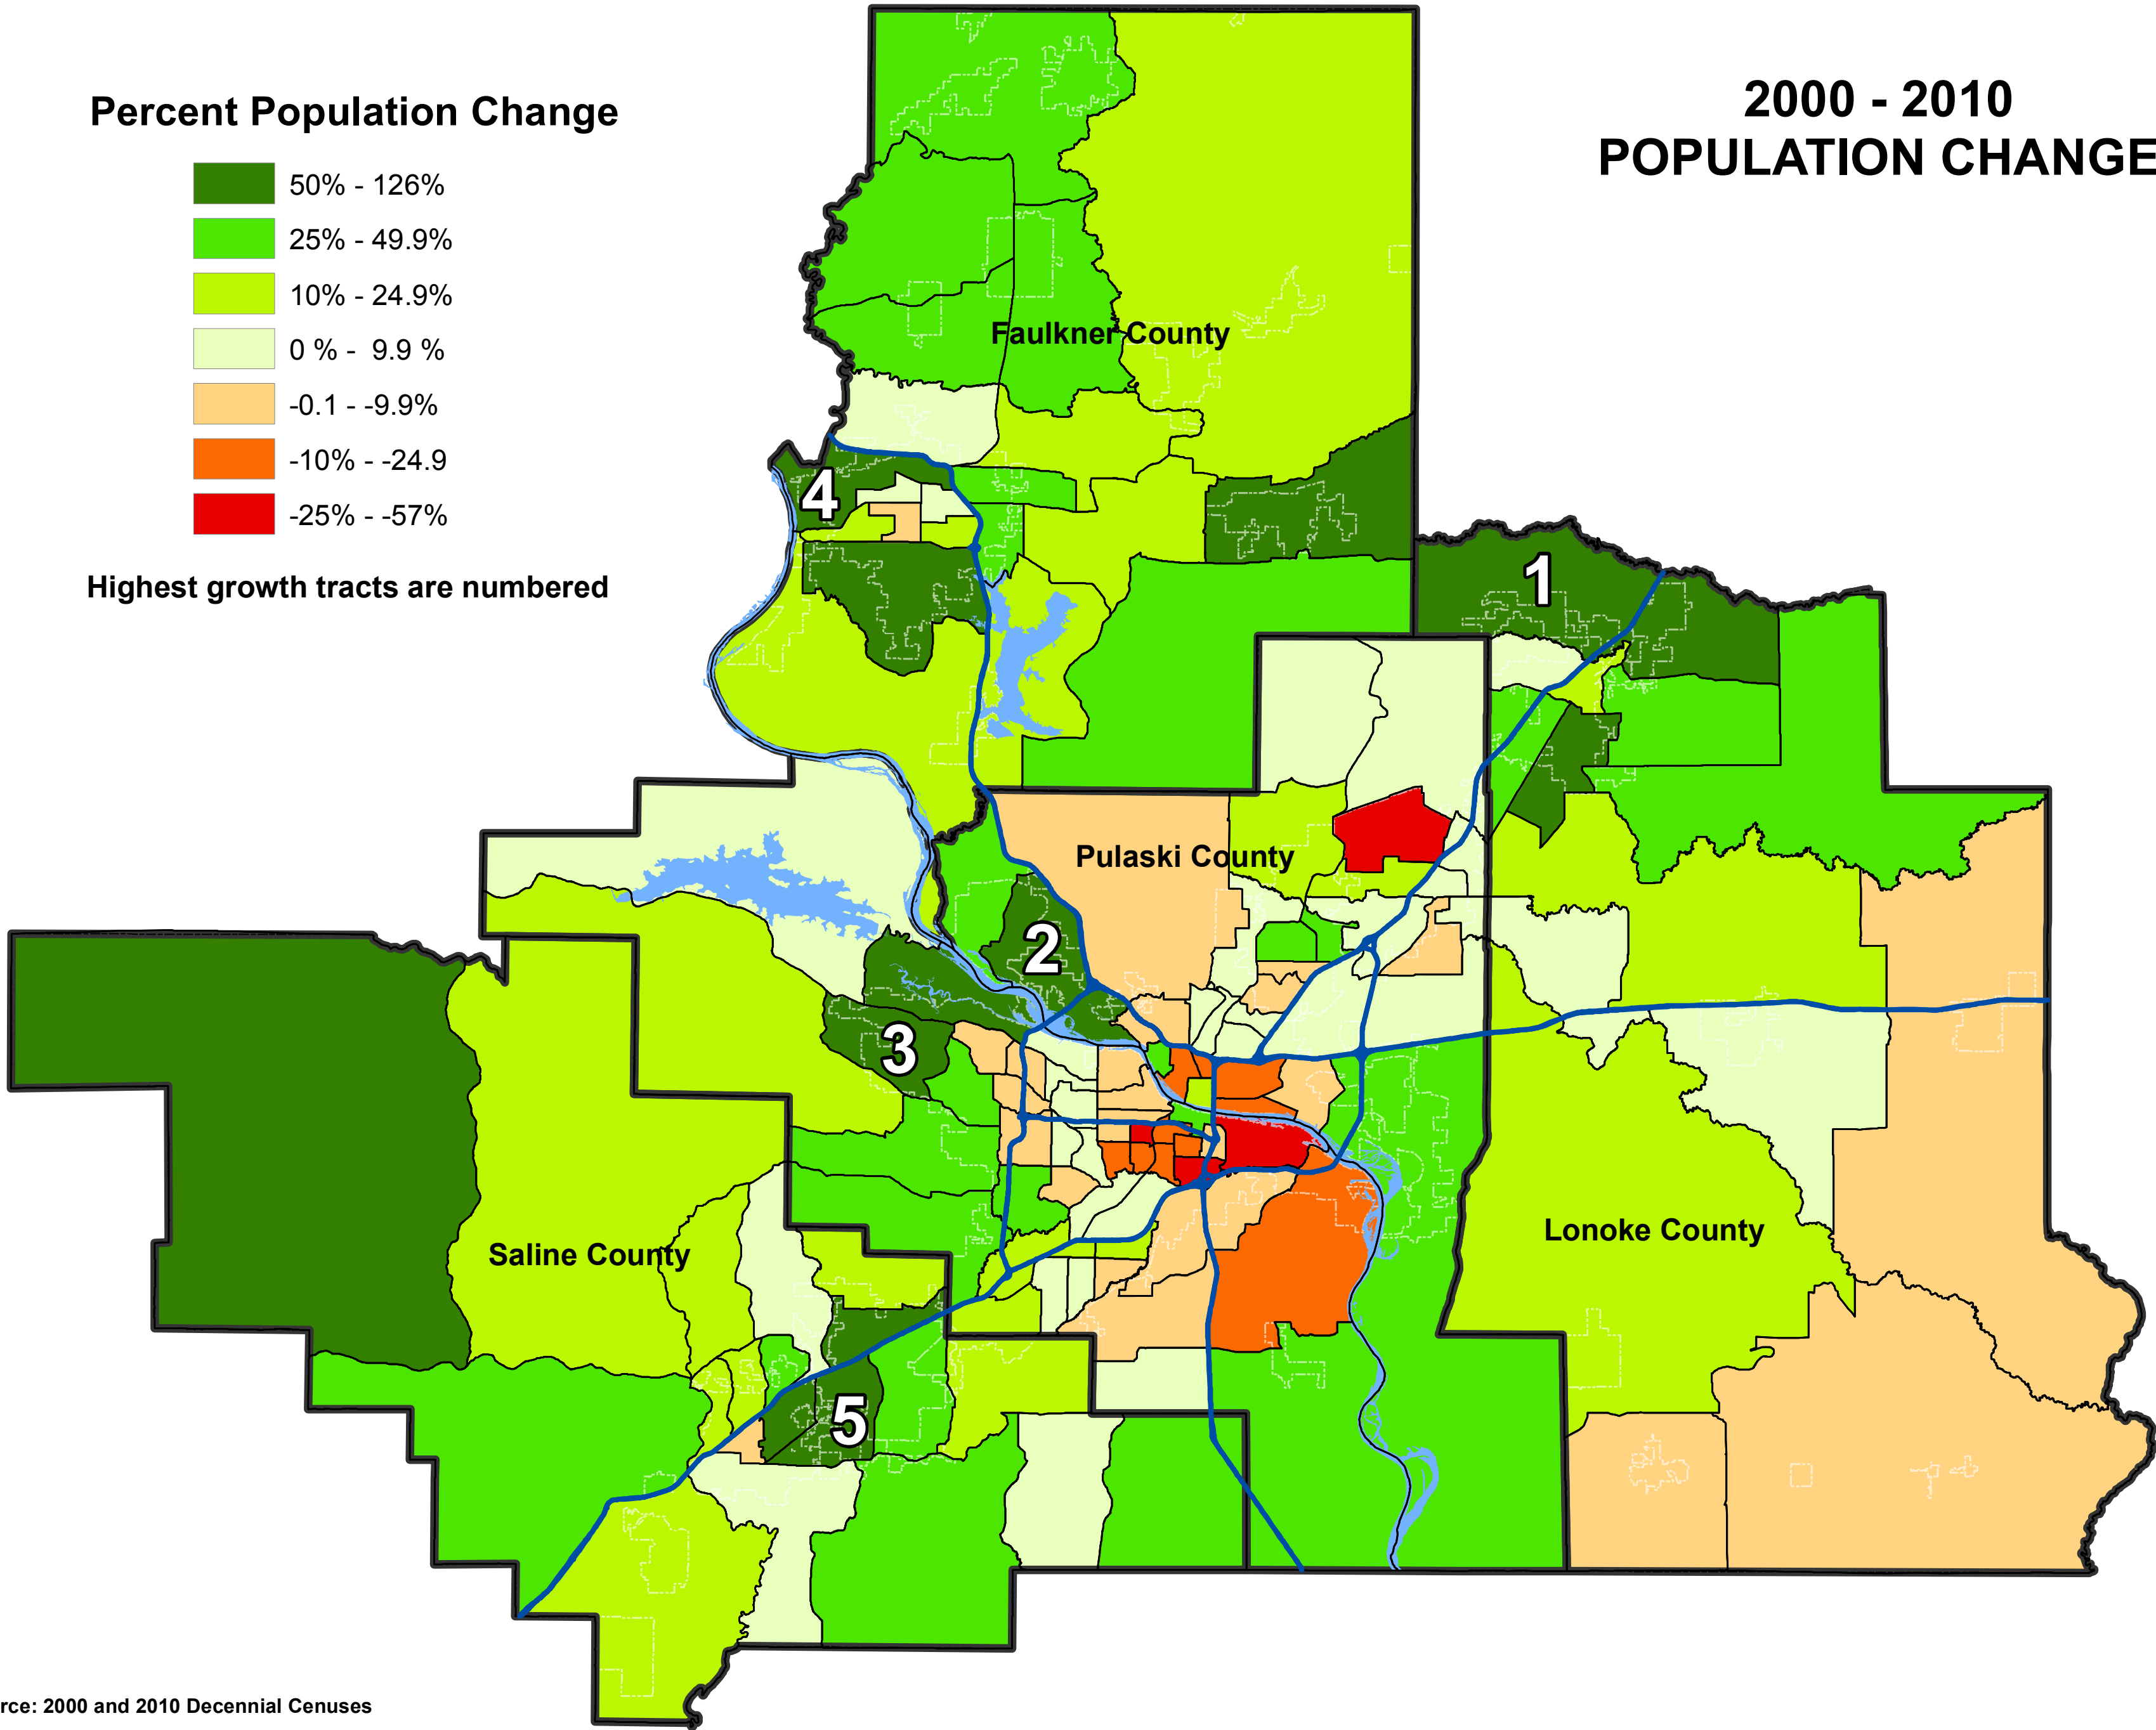 2000 - 2010
POPULATION CHANGE
Percent Population Change
50% - 126%
25% - 49.9%
10% - 24.9%
0 % -  9.9 %
-0.1 - -9.9%
-10% - -24.9
-25% - -57%
Highest growth tracts are numbered
Faulkner County
4
1
Pulaski County
2
3
Lonoke County
Saline County
5
rce: 2000 and 2010 Decennial Cenuses